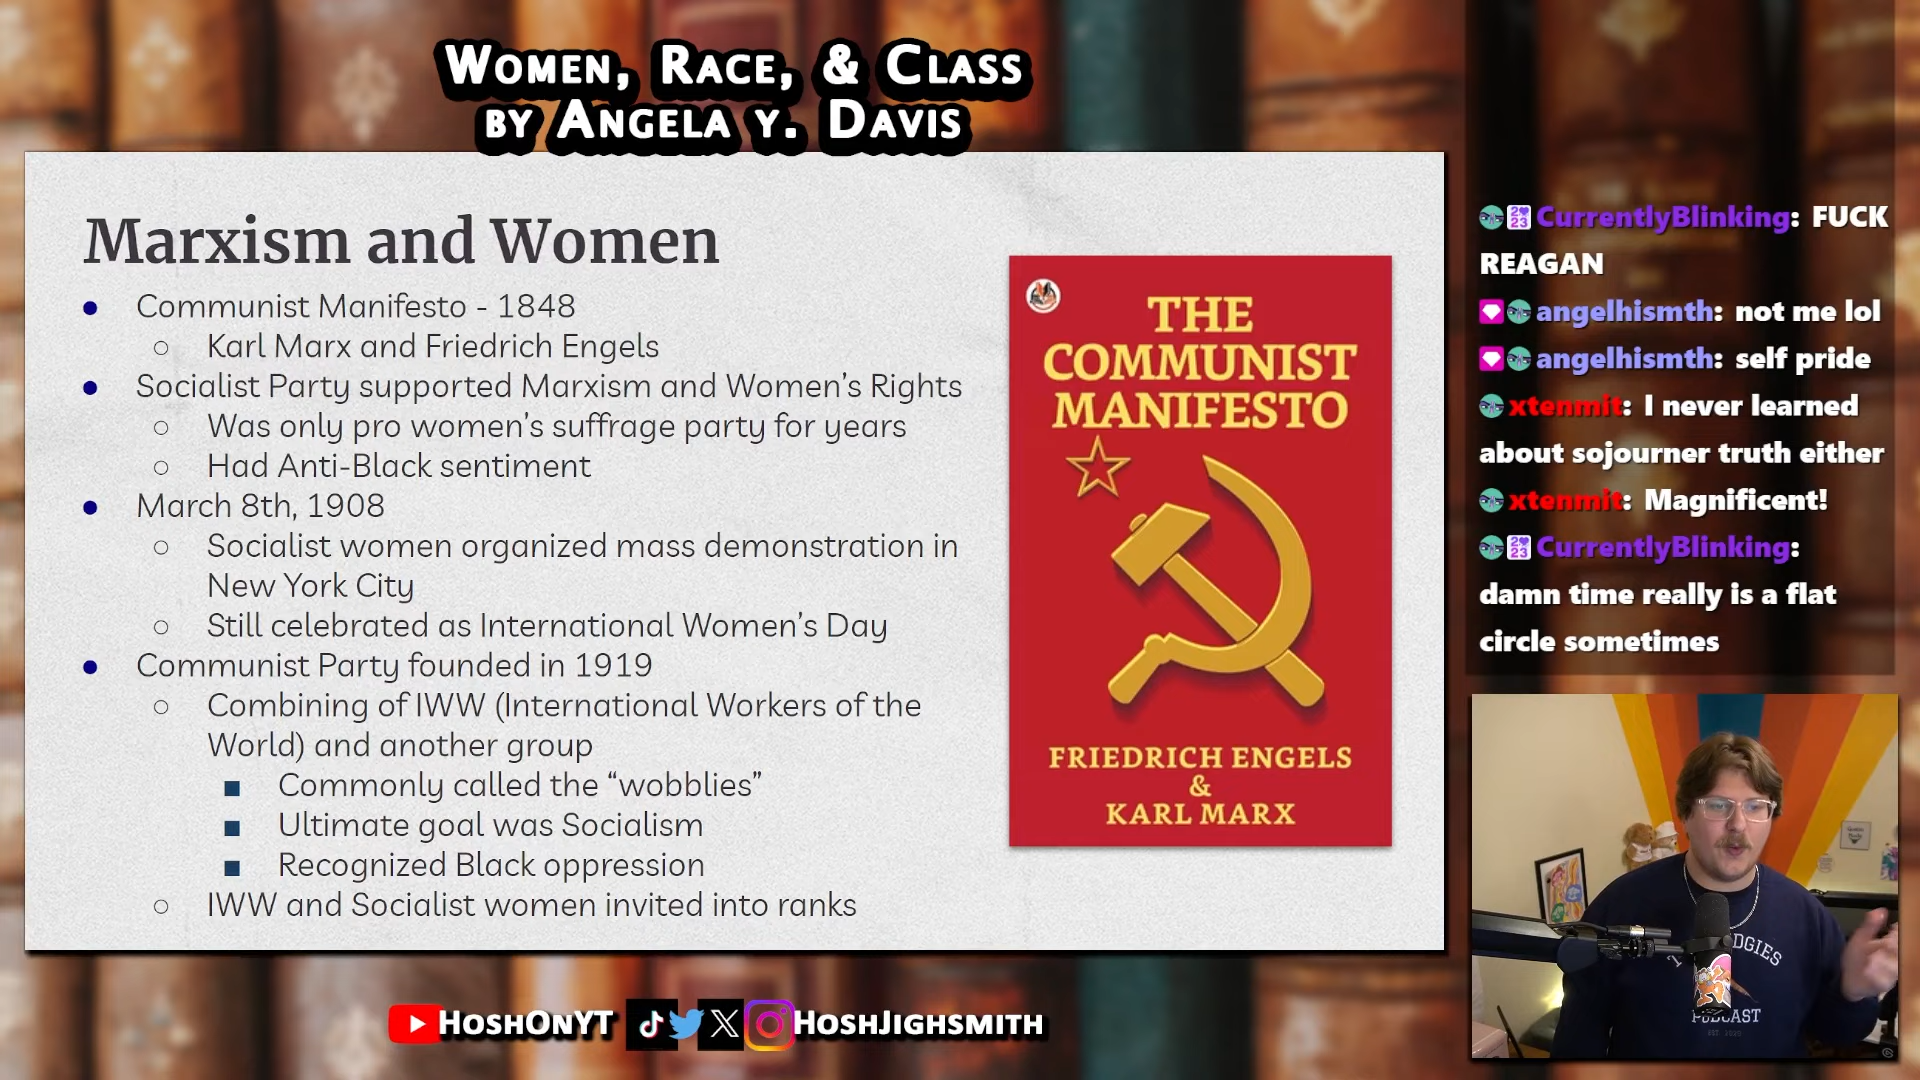 Women, Race, & Class
by Angela Y. Davis
Marxism and Women
● Communist Manifesto - 1848
○ Karl Marx and Friedrich Engels
● Socialist Party supported Marxism and Women's Rights
○ Was only pro women's suffrage party for years
○ Had Anti-Black sentiment
● March 8th, 1908
○ Socialist women organized mass demonstration in
New York City
○ Still celebrated as International Women's Day
● Communist Party founded in 1919
○ Combining of IWW (International Workers of the
World) and another group
■ Commonly called the “wobblies”
■ Ultimate goal was Socialism
■ Recognized Black oppression
○ IWW and Socialist women invited into ranks
THE
COMMUNIST
MANIFESTO
FRIEDRICH ENGELS
&
KARL MARX
CurrentlyBlinking: FUCK
REAGAN
angelhismth: not me lol
angelhismth: self pride
xtenmit: I never learned
about sojourner truth either
xtenmit: Magnificent!
CurrentlyBlinking:
damn time really is a flat
circle sometimes
DGIES
PODCAST
HoshOnYT
HoshJighsmith